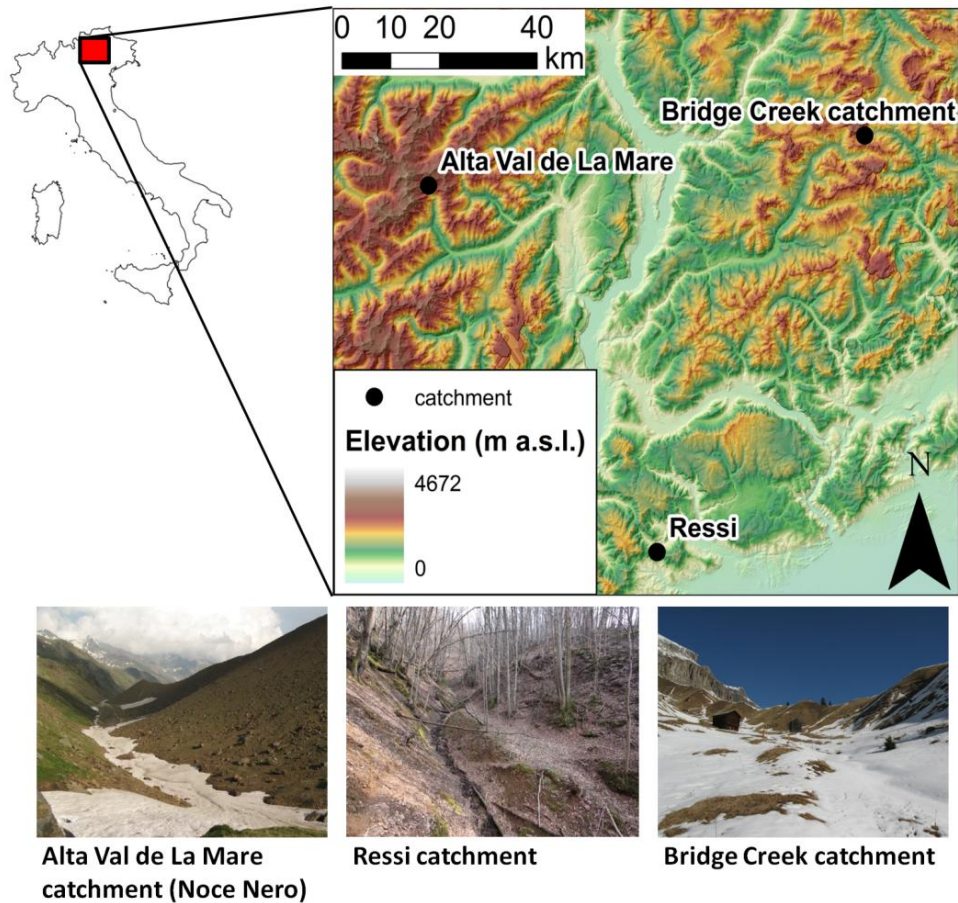 0 10 20 40
km
Bridge Creek catchment
Alta Val de La Mare
catchment
Elevation (m a.s.l.)
4672
0
N
Ressi
Alta Val de La Mare
catchment (Noce Nero)
Ressi catchment
Bridge Creek catchment